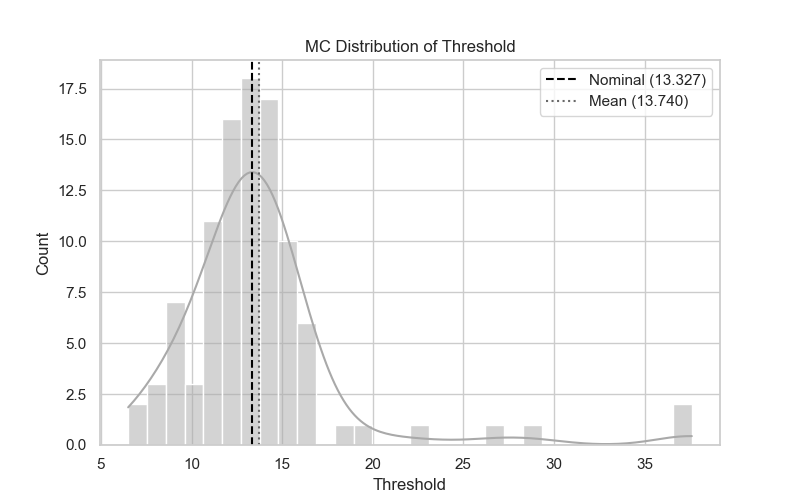 MC Distribution of Threshold
Nominal (13.327)
Mean (13.740)
Count
17.5
15.0
12.5
10.0
7.5
5.0
2.5
0.0
5 10 15 20 25 30 35
Threshold